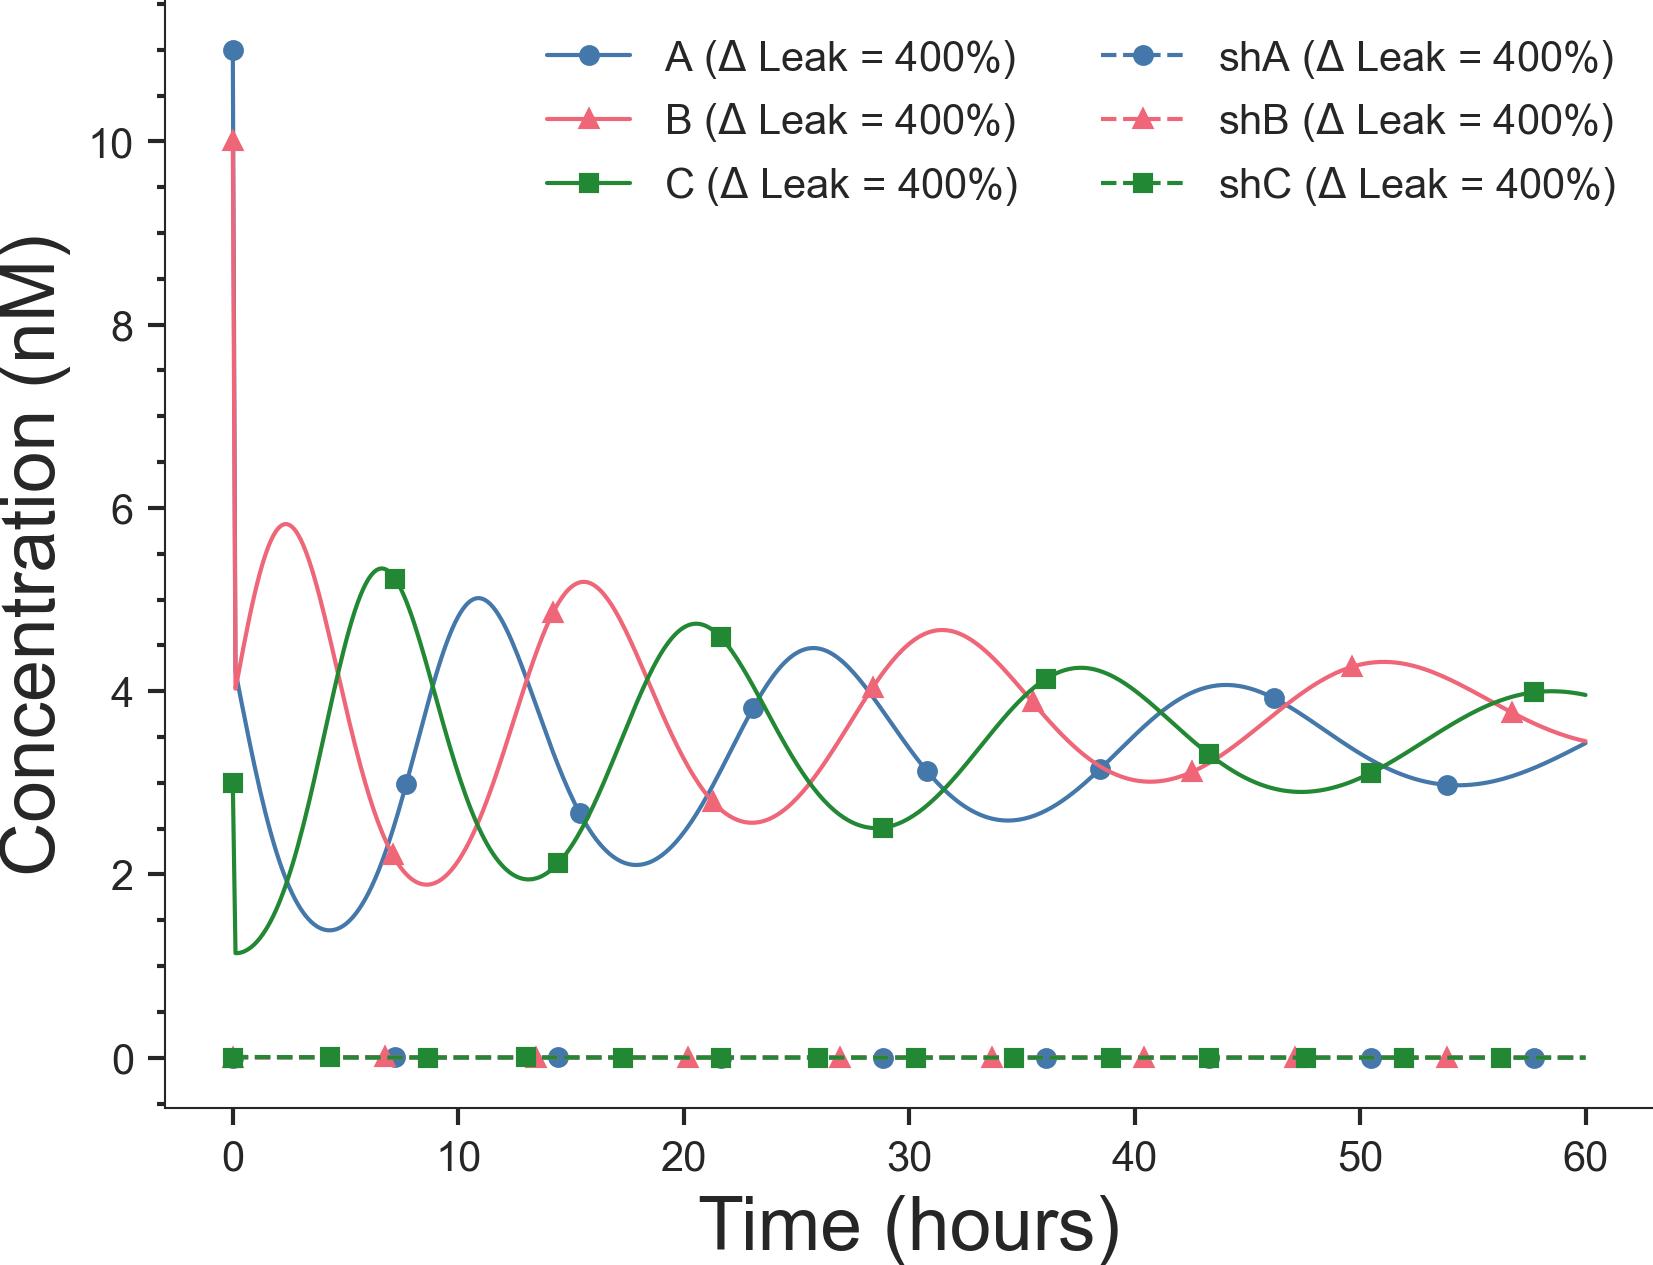 Concentration (nM)
10
8
6
4
2
0
A (Δ Leak = 400%)
B (Δ Leak = 400%)
C (Δ Leak = 400%)
shA (Δ Leak = 400%)
shB (Δ Leak = 400%)
shC (Δ Leak = 400%)
0 10 20 30 40 50 60
Time (hours)